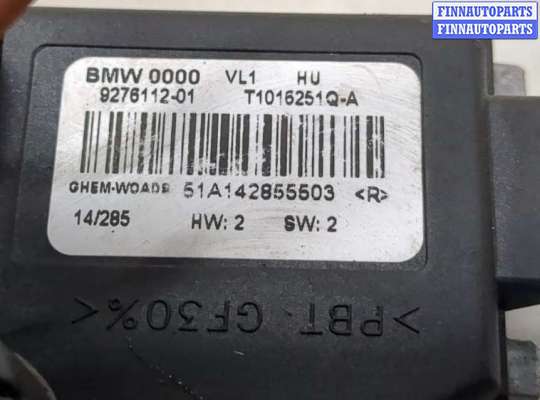 FINNAUTOPARTS
FINNAUTOPARTS
BMW 0000 VL1 HU
9276112-01 T1016251Q-A
GHEM-WOADS 51A142855503 <R>
14/285 HW: 2 SW: 2
>PBT GF30%<